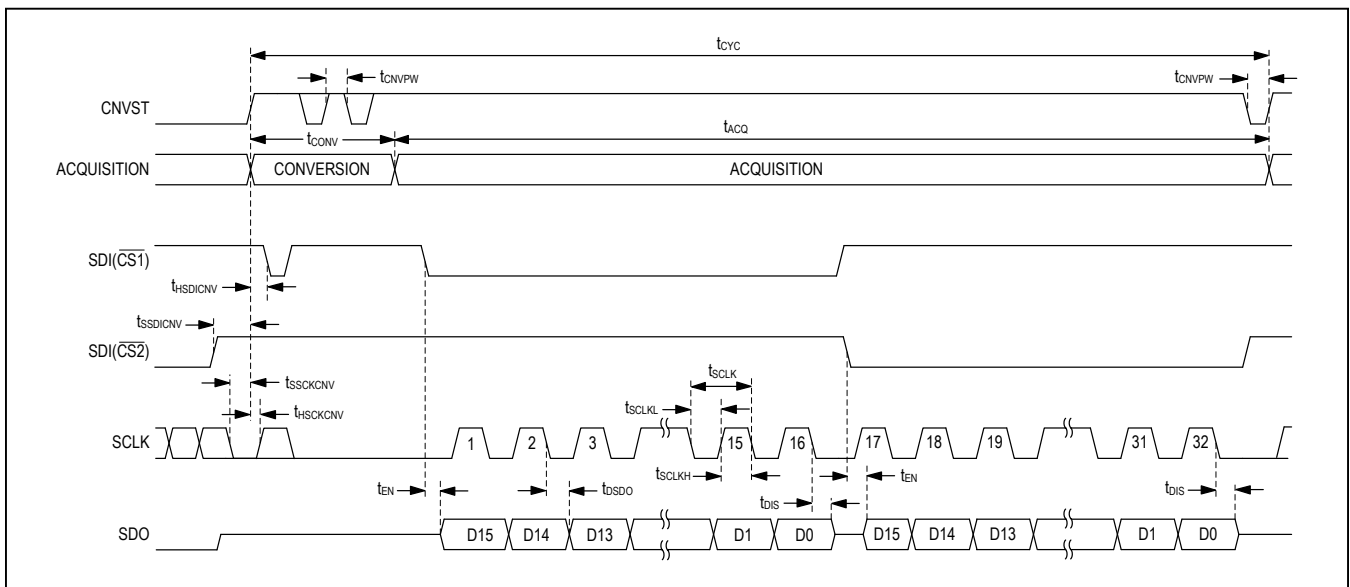 tCYC
tCNVPW
tCNVPW
CNVST
tCONV
tACQ
ACQUISITION
CONVERSION
ACQUISITION
SDI(C̅S̅1̅)
tHSDICNV
tSSDICNV
SDI(C̅S̅2̅)
tSSCKCNV
tSCLK
tHSCKCNV
tSCLKL
SCLK
1 2 3 15 16 17 18 19 31 32
tEN
tDSDO
tSCLKH
tDIS
tEN
tDIS
SDO
D15 D14 D13 D1 D0 D15 D14 D13 D1 D0